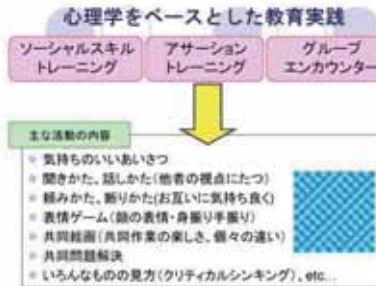 心理学をベースとした教育実践
ソーシャルスキル
トレーニング
アサーション
トレーニング
グループ
エンカウンター
主な活動の内容
気持ちのいいあいさつ
聞きかた、話しかた(他者の視点にたつ)
頼みかた、断りかた(お互いに気持ち良く)
表情ゲーム(顔の表情・身振り手振り)
共同絵画(共同作業の楽しさ、個々の違い)
共同問題解決
いろんなものの見方(クリティカルシンキング)、etc...